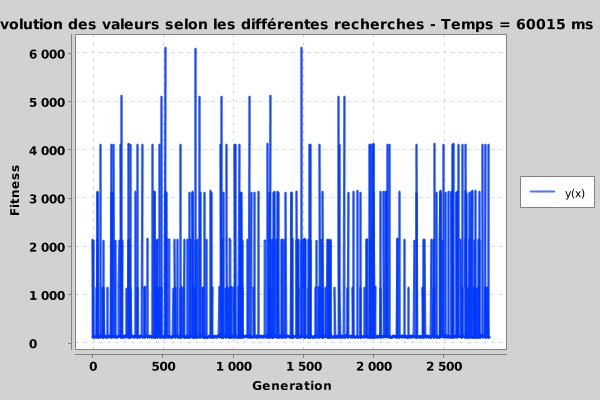 volution des valeurs selon les différentes recherches - Temps = 60015 ms
6 000
5 000
4 000
3 000
2 000
1 000
0
Fitness
0 500 1 000 1 500 2 000 2 500
Generation
y(x)